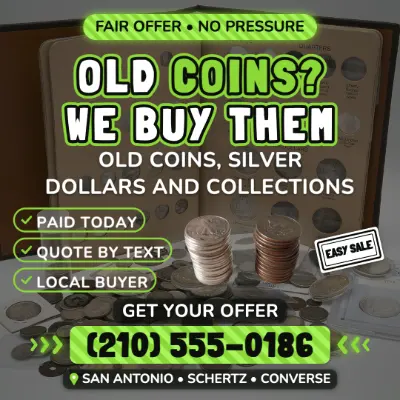 FAIR OFFER • NO PRESSURE
OLD COINS?
WE BUY THEM
OLD COINS, SILVER
DOLLARS AND COLLECTIONS
PAID TODAY
QUOTE BY TEXT
LOCAL BUYER
EASY SALE
GET YOUR OFFER
(210) 555-0186
SAN ANTONIO • SCHERTZ • CONVERSE